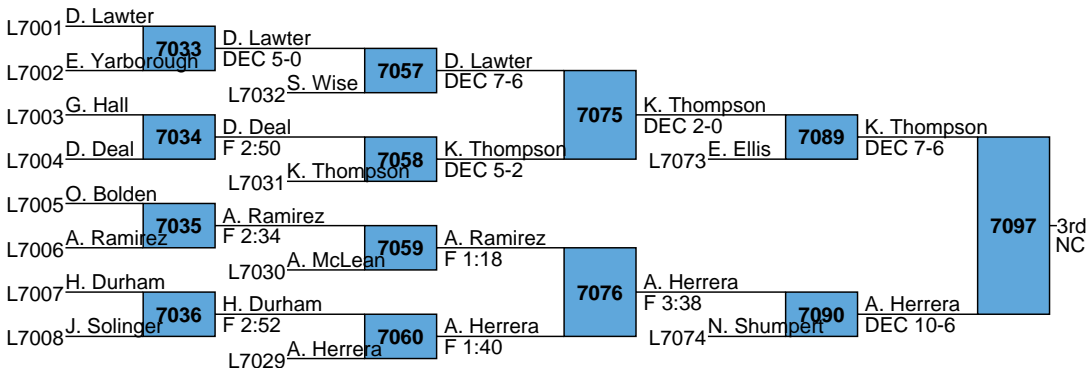 L7001 D. Lawter
7033
L7002 E. Yarborough
D. Lawter
DEC 5-0
7057
L7032 S. Wise
D. Lawter
DEC 7-6
L7003 G. Hall
7034
L7004 D. Deal
D. Deal
F 2:50
7058
L7031 K. Thompson
K. Thompson
DEC 5-2
7075
K. Thompson
DEC 2-0
7089
L7073 E. Ellis
K. Thompson
DEC 7-6
L7005 O. Bolden
7035
L7006 A. Ramirez
A. Ramirez
F 2:34
7059
L7030 A. McLean
A. Ramirez
F 1:18
L7007 H. Durham
7036
L7008 J. Solinger
H. Durham
F 2:52
7060
L7029 A. Herrera
A. Herrera
F 1:40
7076
A. Herrera
F 3:38
7090
L7074 N. Shumpert
A. Herrera
DEC 10-6
7097
3rd
NC